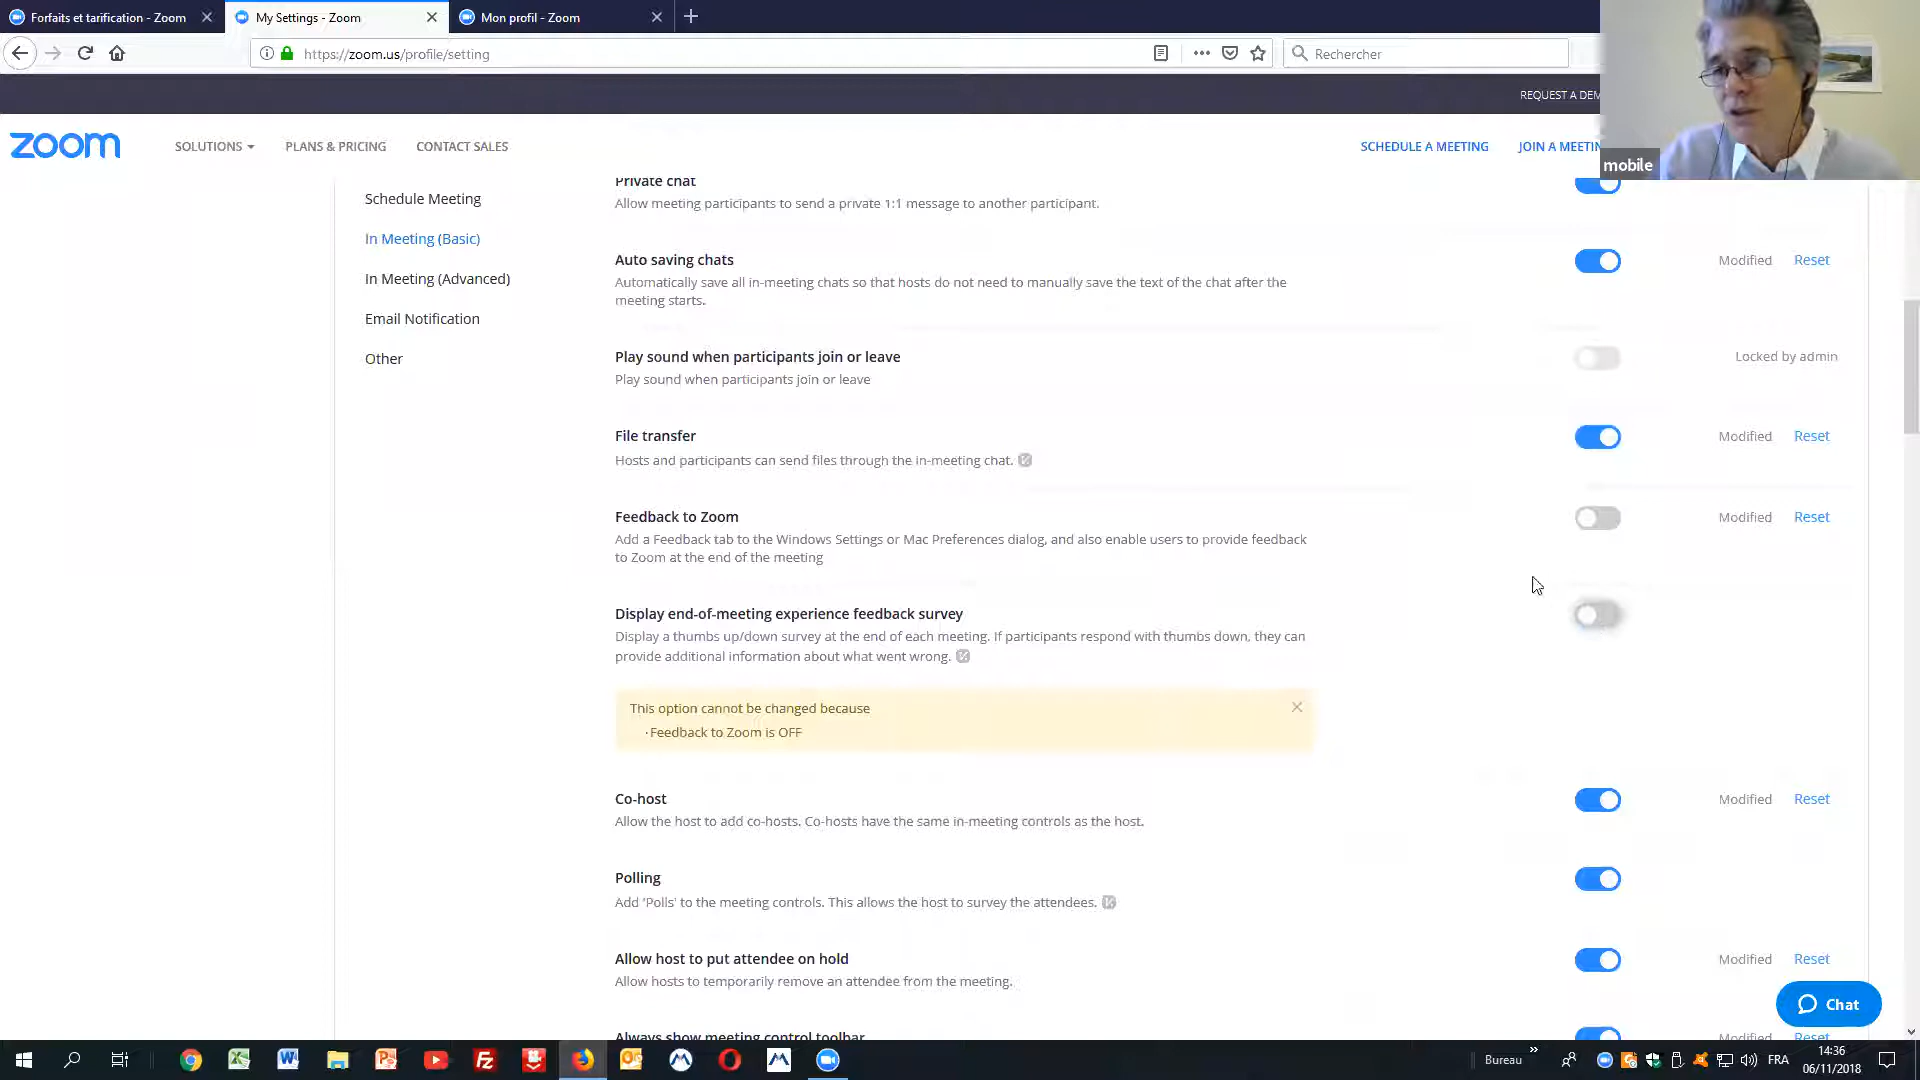 Forfaits et tarification - Zoom
My Settings - Zoom
Mon profil - Zoom
https://zoom.us/profile/setting
Rechercher
REQUEST A DEM
zoom
SOLUTIONS
PLANS & PRICING
CONTACT SALES
SCHEDULE A MEETING
JOIN A MEETIN
mobile
Schedule Meeting
In Meeting (Basic)
In Meeting (Advanced)
Email Notification
Other
Private chat
Allow meeting participants to send a private 1:1 message to another participant.
Auto saving chats
Modified
Reset
Automatically save all in-meeting chats so that hosts do not need to manually save the text of the chat after the
meeting starts.
Play sound when participants join or leave
Locked by admin
Play sound when participants join or leave
File transfer
Modified
Reset
Hosts and participants can send files through the in-meeting chat.
Feedback to Zoom
Modified
Reset
Add a Feedback tab to the Windows Settings or Mac Preferences dialog, and also enable users to provide feedback
to Zoom at the end of the meeting
Display end-of-meeting experience feedback survey
Display a thumbs up/down survey at the end of each meeting. If participants respond with thumbs down, they can
provide additional information about what went wrong.
This option cannot be changed because
·Feedback to Zoom is OFF
Co-host
Modified
Reset
Allow the host to add co-hosts. Co-hosts have the same in-meeting controls as the host.
Polling
Add 'Polls' to the meeting controls. This allows the host to survey the attendees.
Allow host to put attendee on hold
Modified
Reset
Allow hosts to temporarily remove an attendee from the meeting.
Chat
Always show meeting control toolbar
Modified
Reset
Bureau
FRA
14:36
06/11/2018